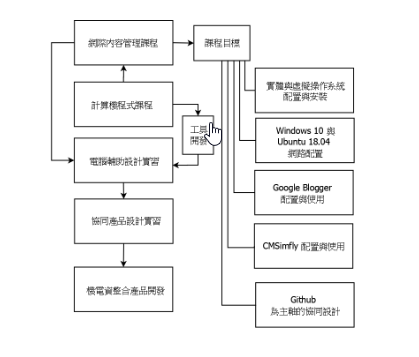 網際內容管理課程
課程目標
計算機程式課程
工具
開發
電腦輔助設計實習
協同產品設計實習
機電資整合產品開發
實體與虛擬操作系統
配置與安裝
Windows 10 與
Ubuntu 18.04
網路配置
Google Blogger
配置與使用
CMSimfly 配置與使用
Github
為主軸的協同設計